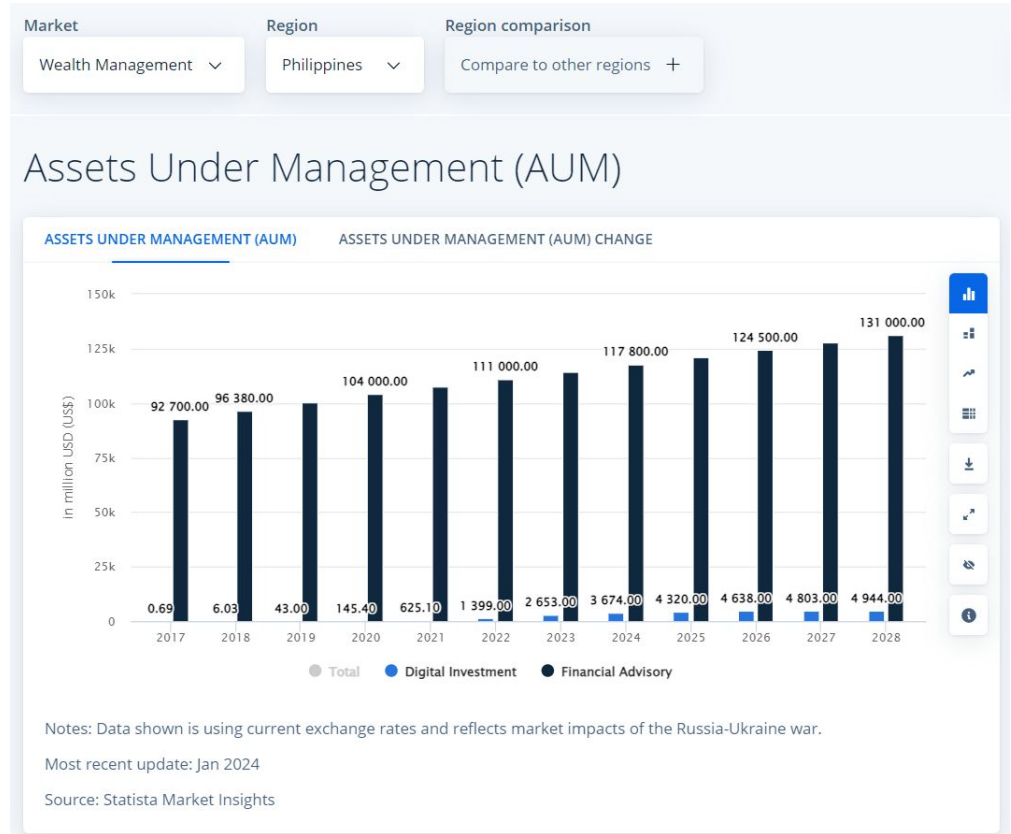 Market Region Region comparison
Wealth Management Philippines Compare to other regions +
Assets Under Management (AUM)
ASSETS UNDER MANAGEMENT (AUM) ASSETS UNDER MANAGEMENT (AUM) CHANGE
in million USD (US$)
150k
125k
100k
75k
50k
25k
0
92 700.00 96 380.00 104 000.00 111 000.00 117 800.00 124 500.00 131 000.00
0.69 6.03 43.00 145.40 625.10 1 399.00 2 653.00 3 674.00 4 320.00 4 638.00 4 803.00 4 944.00
2017 2018 2019 2020 2021 2022 2023 2024 2025 2026 2027 2028
Total Digital Investment Financial Advisory
Notes: Data shown is using current exchange rates and reflects market impacts of the Russia-Ukraine war.
Most recent update: Jan 2024
Source: Statista Market Insights